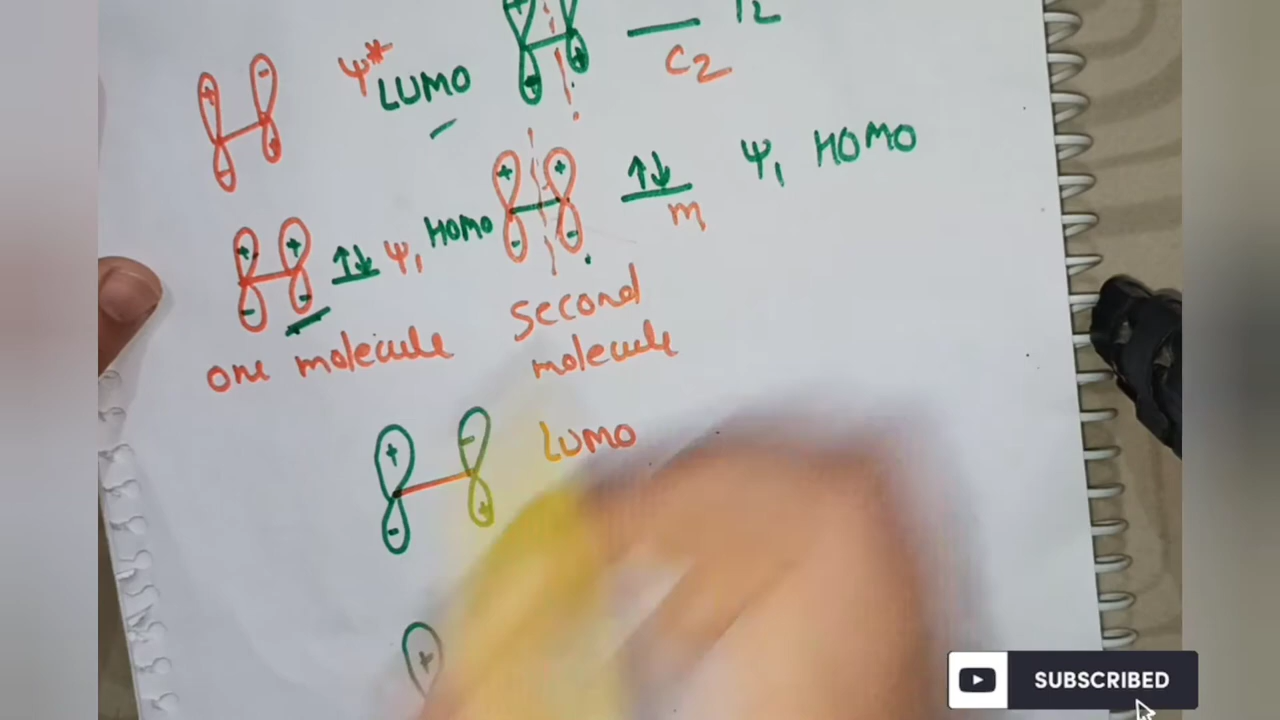 Ψ* LUMO
C2
+ + ↑↓ Ψ1 HOMO
- - m
+ + ↑↓ Ψ1 HOMO
- -
one molecule
second
molecule
+ - LUMO
- +
+
SUBSCRIBED